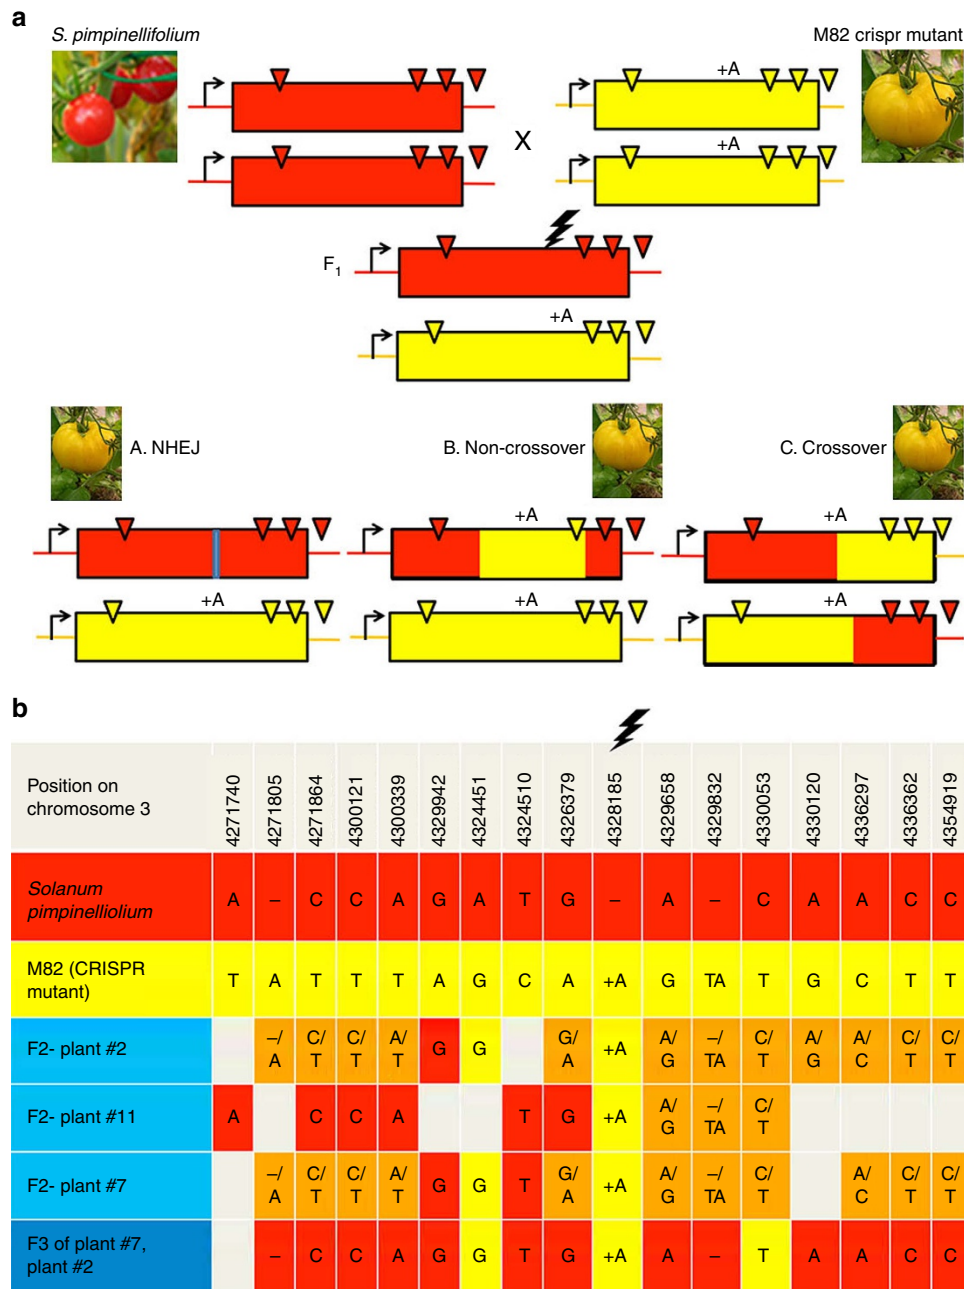 a
S. pimpinellifolium
M82 crispr mutant
+A
X
+A
F1
+A
A. NHEJ
B. Non-crossover
C. Crossover
+A
+A
+A
+A
+A
b
Position on chromosome 3 4271740 4271805 4271864 4300121 4300339 4329942 4324451 4324510 4326379 4328185 4329658 4329832 4330053 4330120 4336297 4336362 4354919
Solanum pimpinelliolium A – C C A G A T G – A – C A A C C
M82 (CRISPR mutant) T A T T T A G C A +A G TA T G C T T
F2- plant #2 –/A C/T C/T A/T G G G/A +A A/G –/TA C/T A/G A/C C/T C/T
F2- plant #11 A C C A T G +A A/G –/TA C/T
F2- plant #7 –/A C/T C/T A/T G G T G/A +A A/G –/TA C/T A/C C/T C/T
F3 of plant #7, plant #2 – C C A G G T G +A A – T A A C C